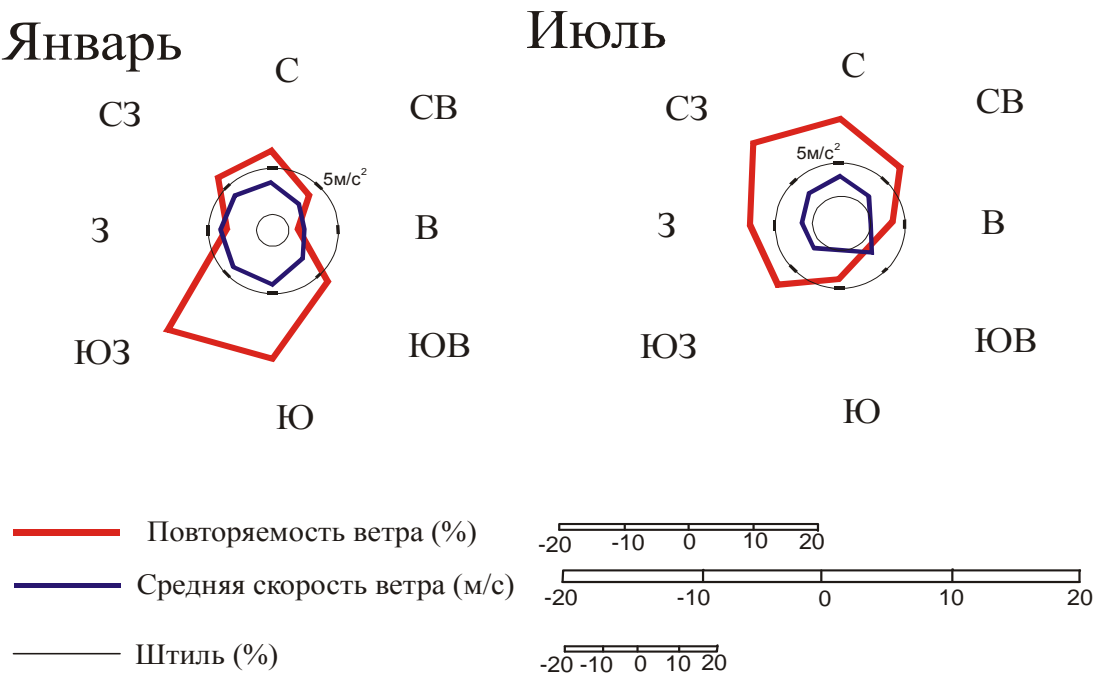 Январь
С
СЗ
СВ
5м/с²
З
В
ЮЗ
ЮВ
Ю
Июль
С
СЗ
СВ
5м/с²
З
В
ЮЗ
ЮВ
Ю
Повторяемость ветра (%)
-20 -10 0 10 20
Средняя скорость ветра (м/с)
-20 -10 0 10 20
Штиль (%)
-20 -10 0 10 20